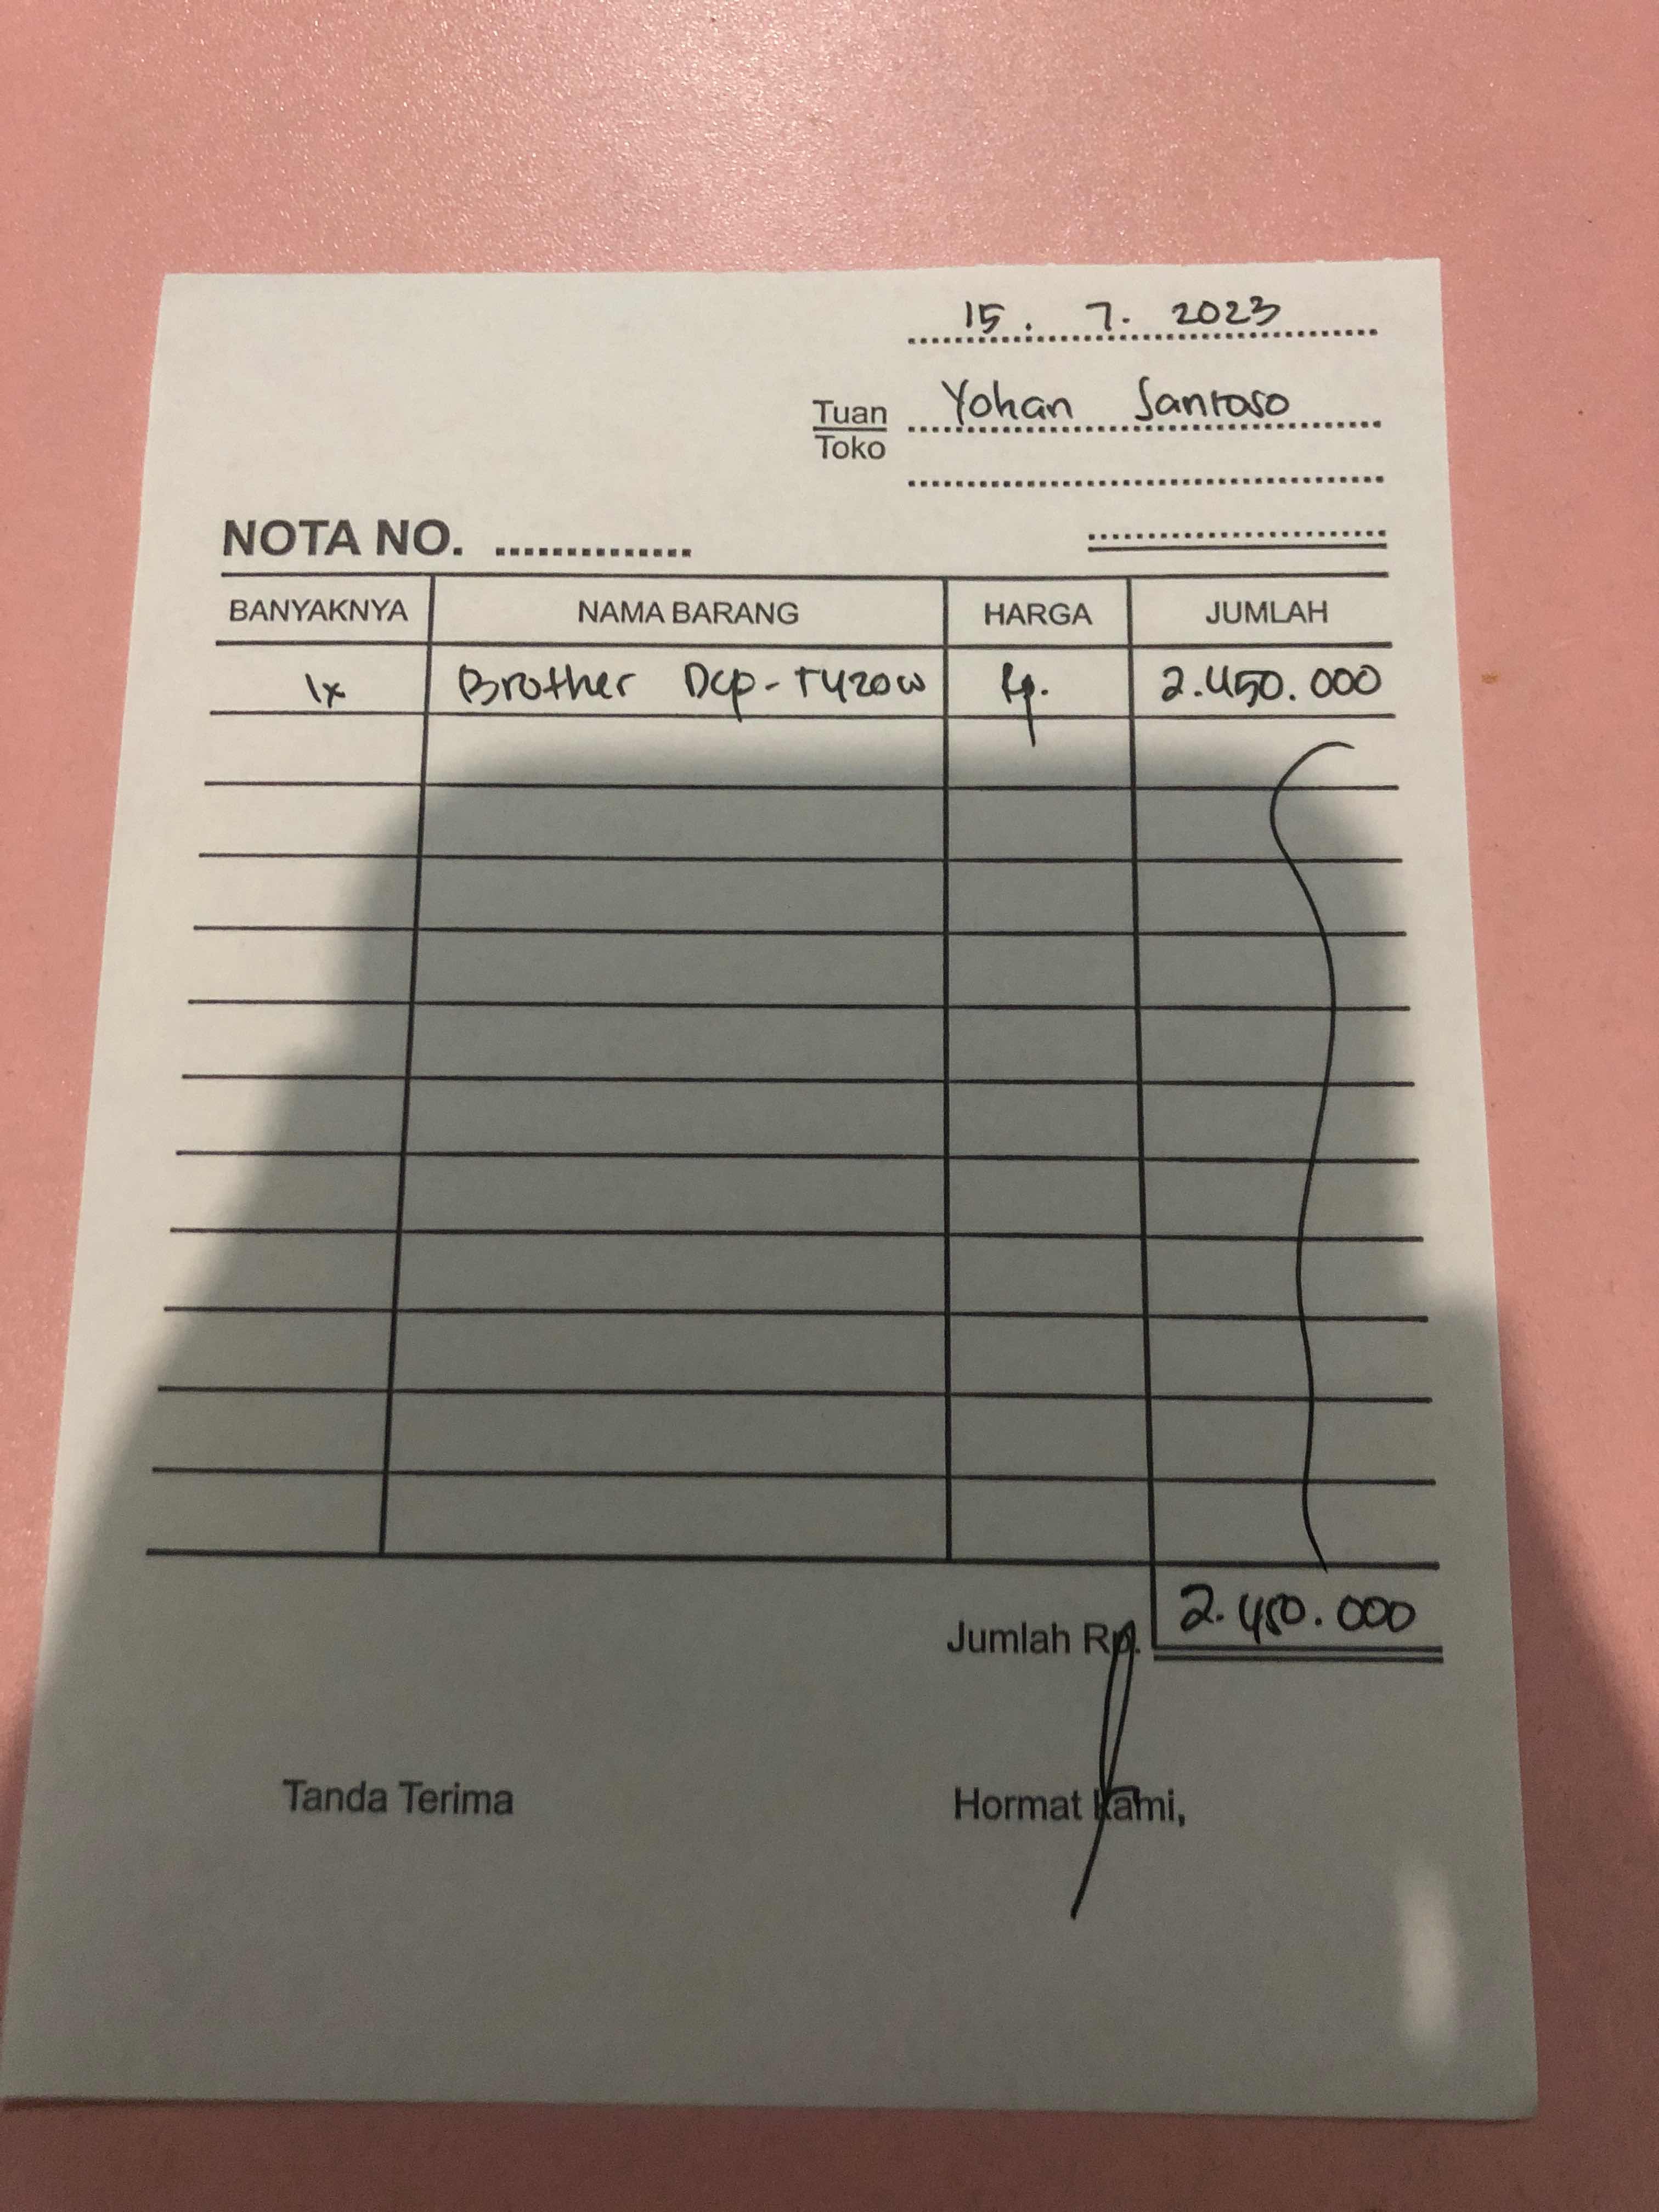 15. 7. 2023
Tuan Yohan Santoso
Toko
NOTA NO. ..............
BANYAKNYA NAMA BARANG HARGA JUMLAH
1x Brother Dcp-T420W Rp. 2.450.000
Jumlah Rp. 2.450.000
Tanda Terima Hormat Kami,